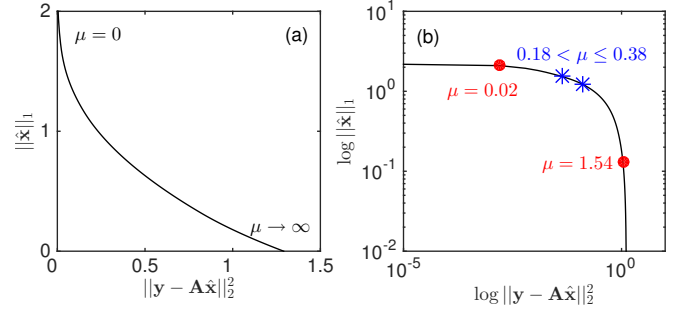 2
1
0
||x̂||₁
μ = 0
(a)
μ → ∞
0
0.5
1
1.5
||y − Ax̂||₂²
10¹
10⁰
10⁻¹
10⁻²
log ||x̂||₁
(b)
0.18 < μ ≤ 0.38
μ = 0.02
μ = 1.54
10⁻⁵
10⁰
log ||y − Ax̂||₂²